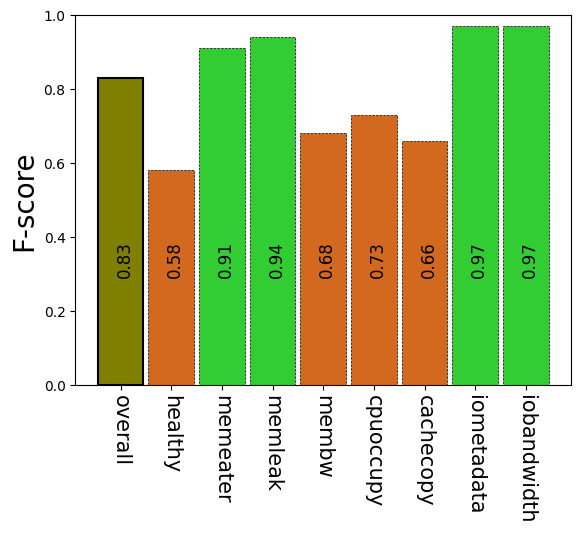 F-score
1.0
0.8
0.6
0.4
0.2
0.0
0.83
0.58
0.91
0.94
0.68
0.73
0.66
0.97
0.97
overall
healthy
memeater
memleak
membw
cpuoccupy
cachecopy
iometadata
iobandwidth